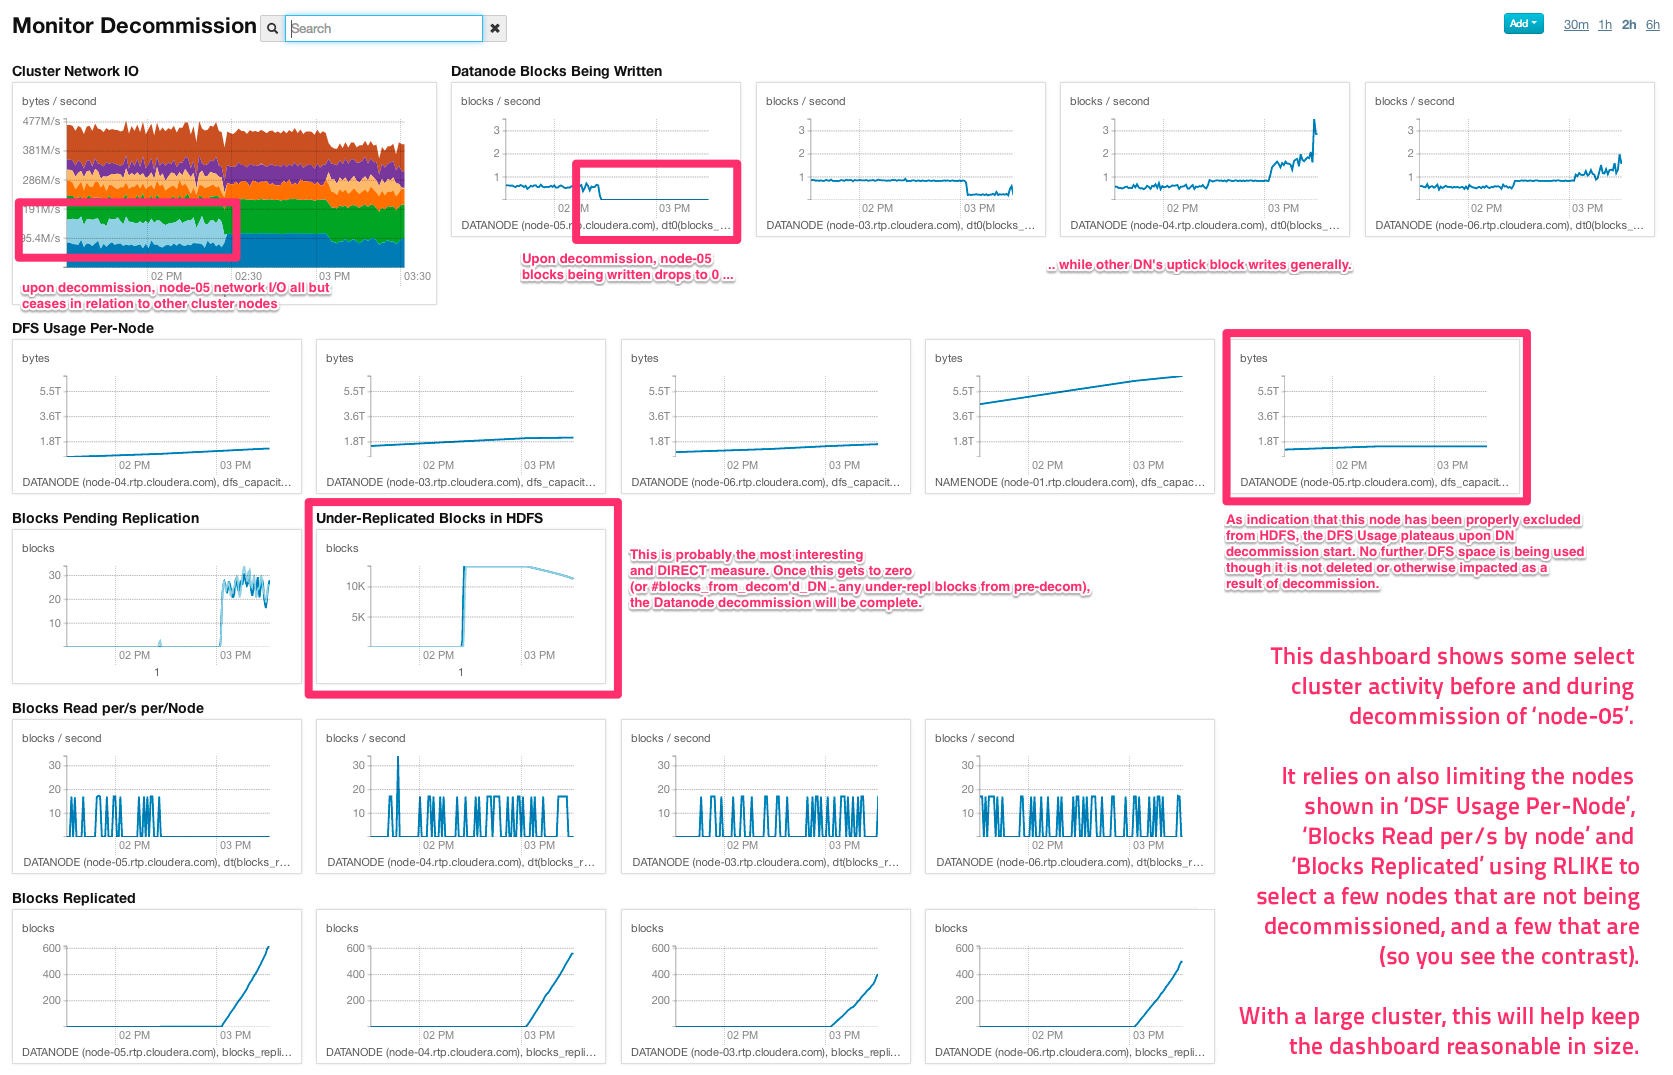 Monitor Decommission
Search
Add
30m 1h 2h 6h
Cluster Network IO
bytes / second
477M/s
381M/s
286M/s
191M/s
95.4M/s
02 PM 02:30 03 PM 03:30
upon decommission, node-05 network I/O all but
ceases in relation to other cluster nodes
Datanode Blocks Being Written
blocks / second
3
2
1
02 PM 03 PM
DATANODE (node-05.rtp.cloudera.com), dt0(blocks_...
blocks / second
3
2
1
02 PM 03 PM
DATANODE (node-03.rtp.cloudera.com), dt0(blocks_...
blocks / second
3
2
1
02 PM 03 PM
DATANODE (node-04.rtp.cloudera.com), dt0(blocks_...
blocks / second
3
2
1
02 PM 03 PM
DATANODE (node-06.rtp.cloudera.com), dt0(blocks_...
Upon decommission, node-05
blocks being written drops to 0 ...
.. while other DN's uptick block writes generally.
DFS Usage Per-Node
bytes
5.5T
3.6T
1.8T
02 PM 03 PM
DATANODE (node-04.rtp.cloudera.com), dfs_capacit...
bytes
5.5T
3.6T
1.8T
02 PM 03 PM
DATANODE (node-03.rtp.cloudera.com), dfs_capacit...
bytes
5.5T
3.6T
1.8T
02 PM 03 PM
DATANODE (node-06.rtp.cloudera.com), dfs_capacit...
bytes
5.5T
3.6T
1.8T
02 PM 03 PM
NAMENODE (node-01.rtp.cloudera.com), dfs_capac...
bytes
5.5T
3.6T
1.8T
02 PM 03 PM
DATANODE (node-05.rtp.cloudera.com), dfs_capacit...
As indication that this node has been properly excluded
from HDFS, the DFS Usage plateaus upon DN
decommission start. No further DFS space is being used
though it is not deleted or otherwise impacted as a
result of decommission.
Blocks Pending Replication
blocks
30
20
10
02 PM 03 PM
1
Under-Replicated Blocks in HDFS
blocks
10K
5K
02 PM 03 PM
1
This is probably the most interesting
and DIRECT measure. Once this gets to zero
(or #blocks_from_decom'd_DN - any under-repl blocks from pre-decom),
the Datanode decommission will be complete.
Blocks Read per/s per/Node
blocks / second
30
20
10
02 PM 03 PM
DATANODE (node-05.rtp.cloudera.com), dt(blocks_r...
blocks / second
30
20
10
02 PM 03 PM
DATANODE (node-04.rtp.cloudera.com), dt(blocks_r...
blocks / second
30
20
10
02 PM 03 PM
DATANODE (node-03.rtp.cloudera.com), dt(blocks_r...
blocks / second
30
20
10
02 PM 03 PM
DATANODE (node-06.rtp.cloudera.com), dt(blocks_r...
Blocks Replicated
blocks
600
400
200
02 PM 03 PM
DATANODE (node-05.rtp.cloudera.com), blocks_repli...
blocks
600
400
200
02 PM 03 PM
DATANODE (node-04.rtp.cloudera.com), blocks_repli...
blocks
600
400
200
02 PM 03 PM
DATANODE (node-03.rtp.cloudera.com), blocks_repli...
blocks
600
400
200
02 PM 03 PM
DATANODE (node-06.rtp.cloudera.com), blocks_repli...
This dashboard shows some select
cluster activity before and during
decommission of ‘node-05’.
It relies on also limiting the nodes
shown in ‘DSF Usage Per-Node’,
‘Blocks Read per/s by node’ and
‘Blocks Replicated’ using RLIKE to
select a few nodes that are not being
decommissioned, and a few that are
(so you see the contrast).
With a large cluster, this will help keep
the dashboard reasonable in size.